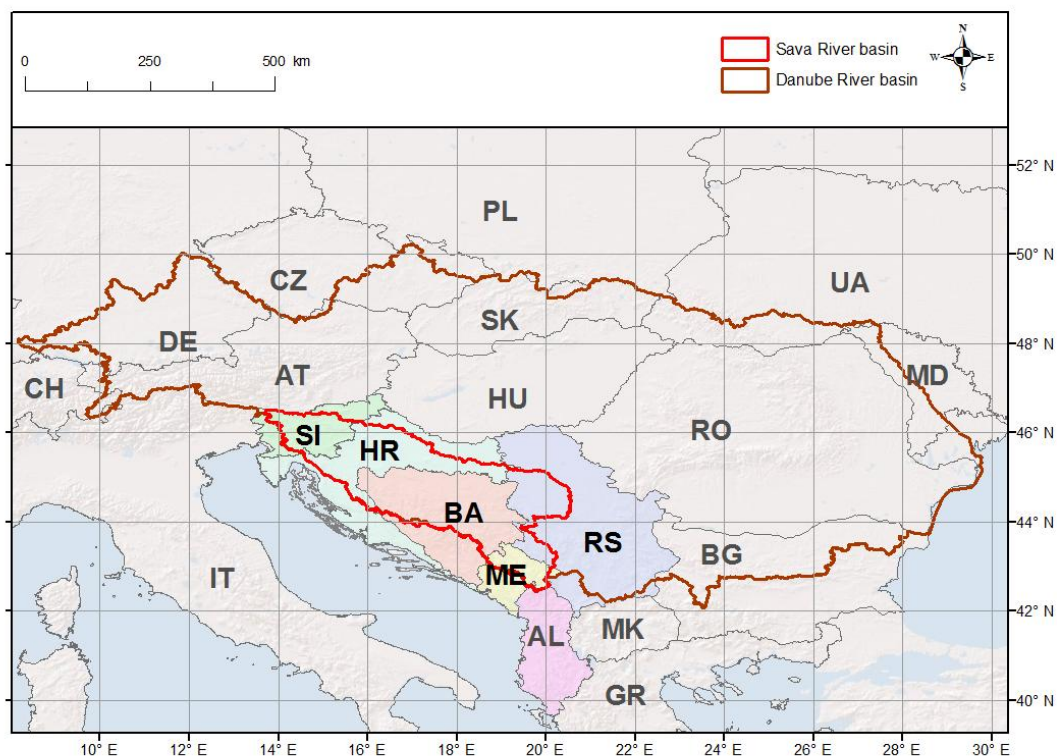 0 250 500 km
Sava River basin
Danube River basin
N
W E
S
52° N
PL
50° N
CZ
UA
SK
DE
48° N
CH
AT
MD
HU
RO
SI
46° N
HR
BA
44° N
RS
BG
IT
ME
42° N
AL
MK
GR
40° N
10° E 12° E 14° E 16° E 18° E 20° E 22° E 24° E 26° E 28° E 30° E